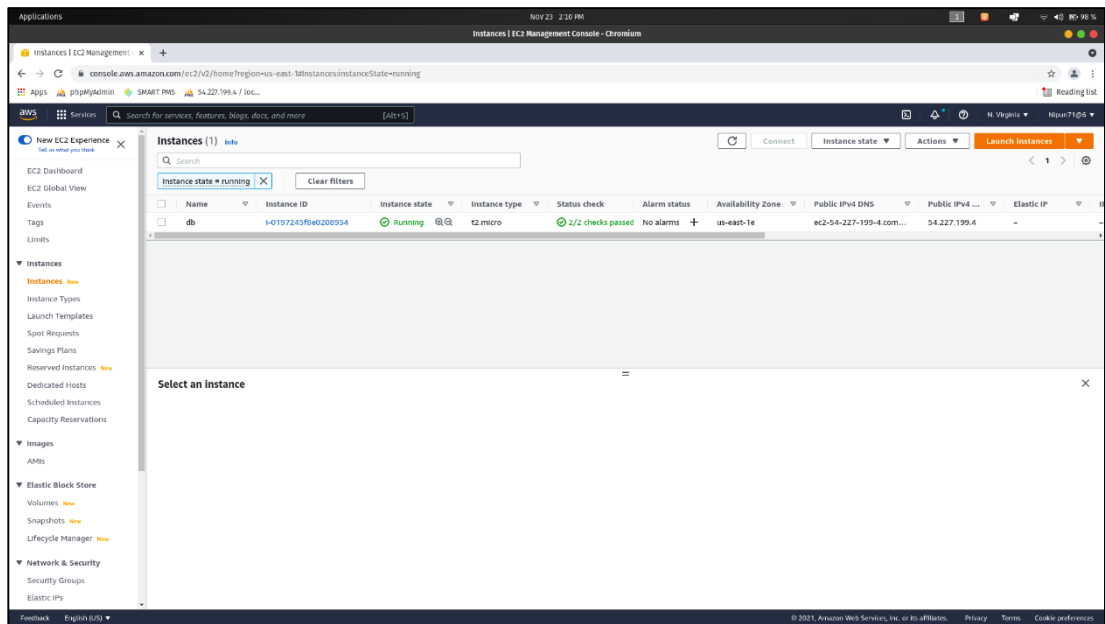 Applications Nov 23 2:10 PM 1 98 %
Instances | EC2 Management Console - Chromium
Instances | EC2 Management
console.aws.amazon.com/ec2/v2/home?region=us-east-1#Instances:instanceState=running
Apps phpMyAdmin SMART PMS 54.227.199.4 / loc... Reading list
aws Services Search for services, features, blogs, docs, and more [Alt+S] N. Virginia Nipun71@6
New EC2 Experience
Tell us what you think
EC2 Dashboard
EC2 Global View
Events
Tags
Limits
Instances
Instances New
Instance Types
Launch Templates
Spot Requests
Savings Plans
Reserved Instances New
Dedicated Hosts
Scheduled Instances
Capacity Reservations
Images
AMIs
Elastic Block Store
Volumes New
Snapshots New
Lifecycle Manager New
Network & Security
Security Groups
Elastic IPs
Instances (1) Info Connect Instance state Actions Launch instances
Search 1
Instance state = running Clear filters
Name Instance ID Instance state Instance type Status check Alarm status Availability Zone Public IPv4 DNS Public IPv4 ... Elastic IP
db i-0197245f6e0208954 Running t2.micro 2/2 checks passed No alarms us-east-1e ec2-54-227-199-4.com... 54.227.199.4 –
Select an instance
Feedback English (US) © 2021, Amazon Web Services, Inc. or its affiliates. Privacy Terms Cookie preferences